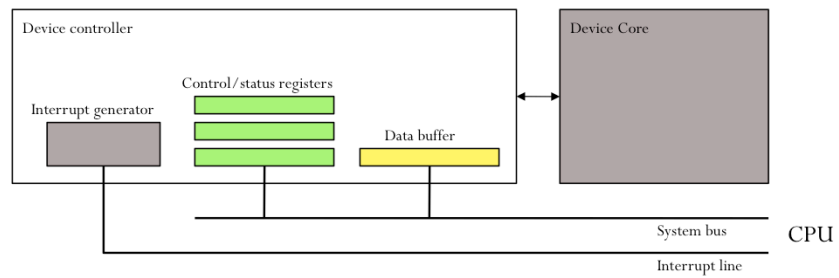 Device controller
Device Core
Control/status registers
Interrupt generator
Data buffer
System bus
CPU
Interrupt line